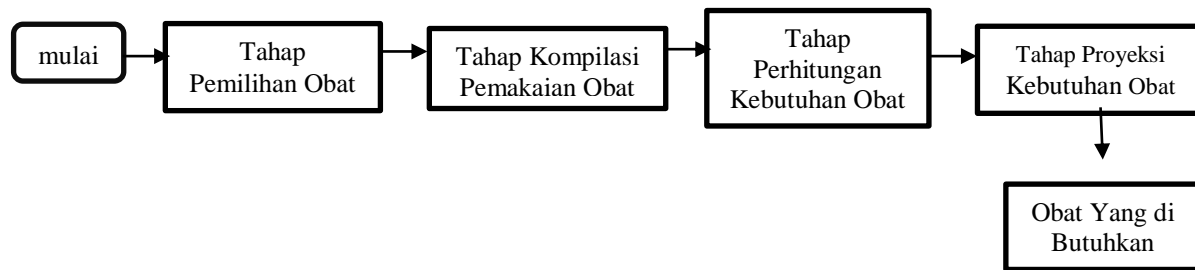 mulai
Tahap
Pemilihan Obat
Tahap Kompilasi
Pemakaian Obat
Tahap
Perhitungan
Kebutuhan Obat
Tahap Proyeksi
Kebutuhan Obat
Obat Yang di
Butuhkan